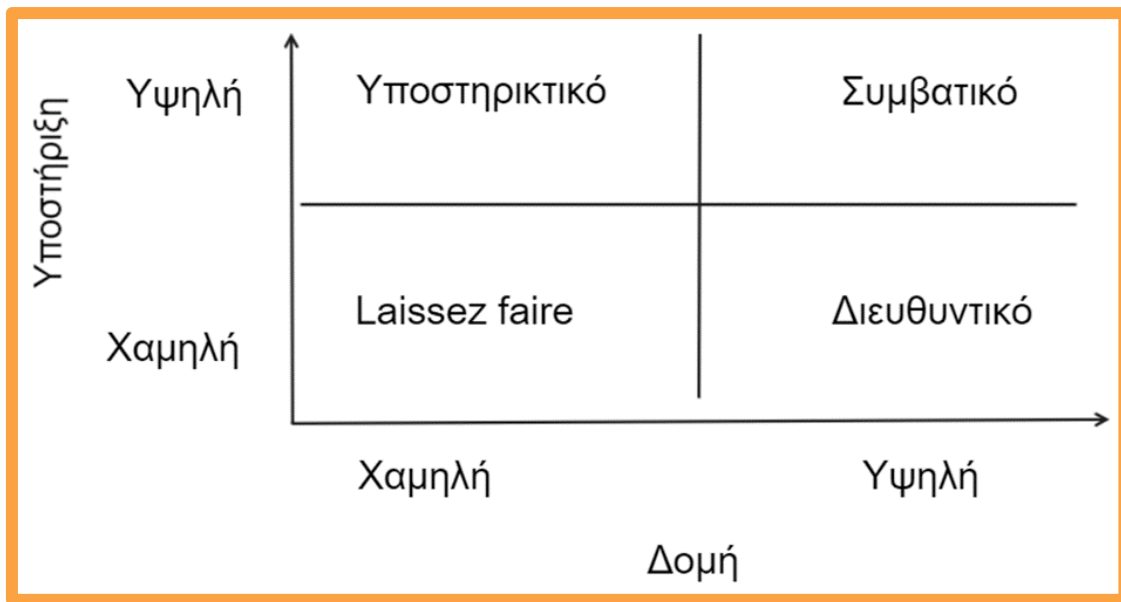 Υποστήριξη
Υψηλή
Υποστηρικτικό
Συμβατικό
Χαμηλή
Laissez faire
Διευθυντικό
Χαμηλή
Υψηλή
Δομή